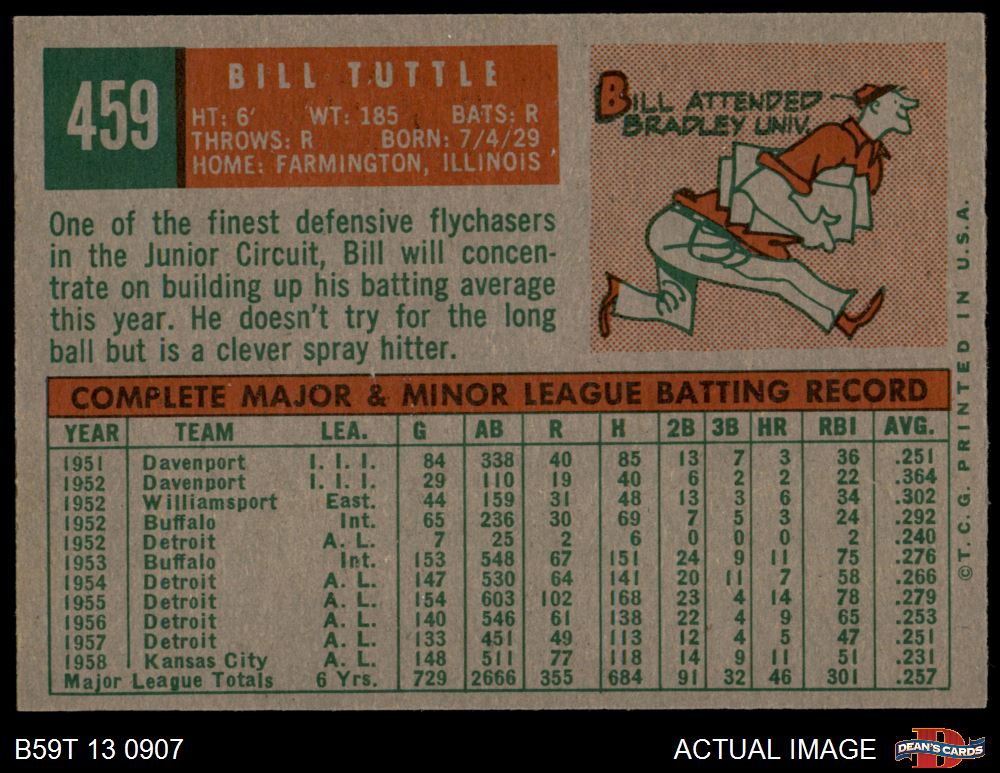 459
BILL TUTTLE
HT: 6' WT: 185 BATS: R
THROWS: R BORN: 7/4/29
HOME: FARMINGTON, ILLINOIS
BILL ATTENDED
BRADLEY UNIV.
One of the finest defensive flychasers
in the Junior Circuit, Bill will concen-
trate on building up his batting average
this year. He doesn't try for the long
ball but is a clever spray hitter.
COMPLETE MAJOR & MINOR LEAGUE BATTING RECORD
YEAR TEAM LEA. G AB R H 2B 3B HR RBI AVG.
1951 Davenport I. I. I. 84 338 40 85 13 7 3 36 .251
1952 Davenport I. I. I. 29 110 19 40 6 2 2 22 .364
1952 Williamsport East. 44 159 31 48 13 3 6 34 .302
1952 Buffalo Int. 65 236 30 69 7 5 3 24 .292
1952 Detroit A. L. 7 25 2 6 0 0 0 2 .240
1953 Buffalo Int. 153 548 67 151 24 9 11 75 .276
1954 Detroit A. L. 147 530 64 141 20 11 7 58 .266
1955 Detroit A. L. 154 603 102 168 23 4 14 78 .279
1956 Detroit A. L. 140 546 61 138 22 4 9 65 .253
1957 Detroit A. L. 133 451 49 113 12 4 5 47 .251
1958 Kansas City A. L. 148 511 77 118 14 9 11 51 .231
Major League Totals 6 Yrs. 729 2666 355 684 91 32 46 301 .257
© T.C.G. PRINTED IN U.S.A.
B59T 13 0907
ACTUAL IMAGE
D
DEAN'S CARDS